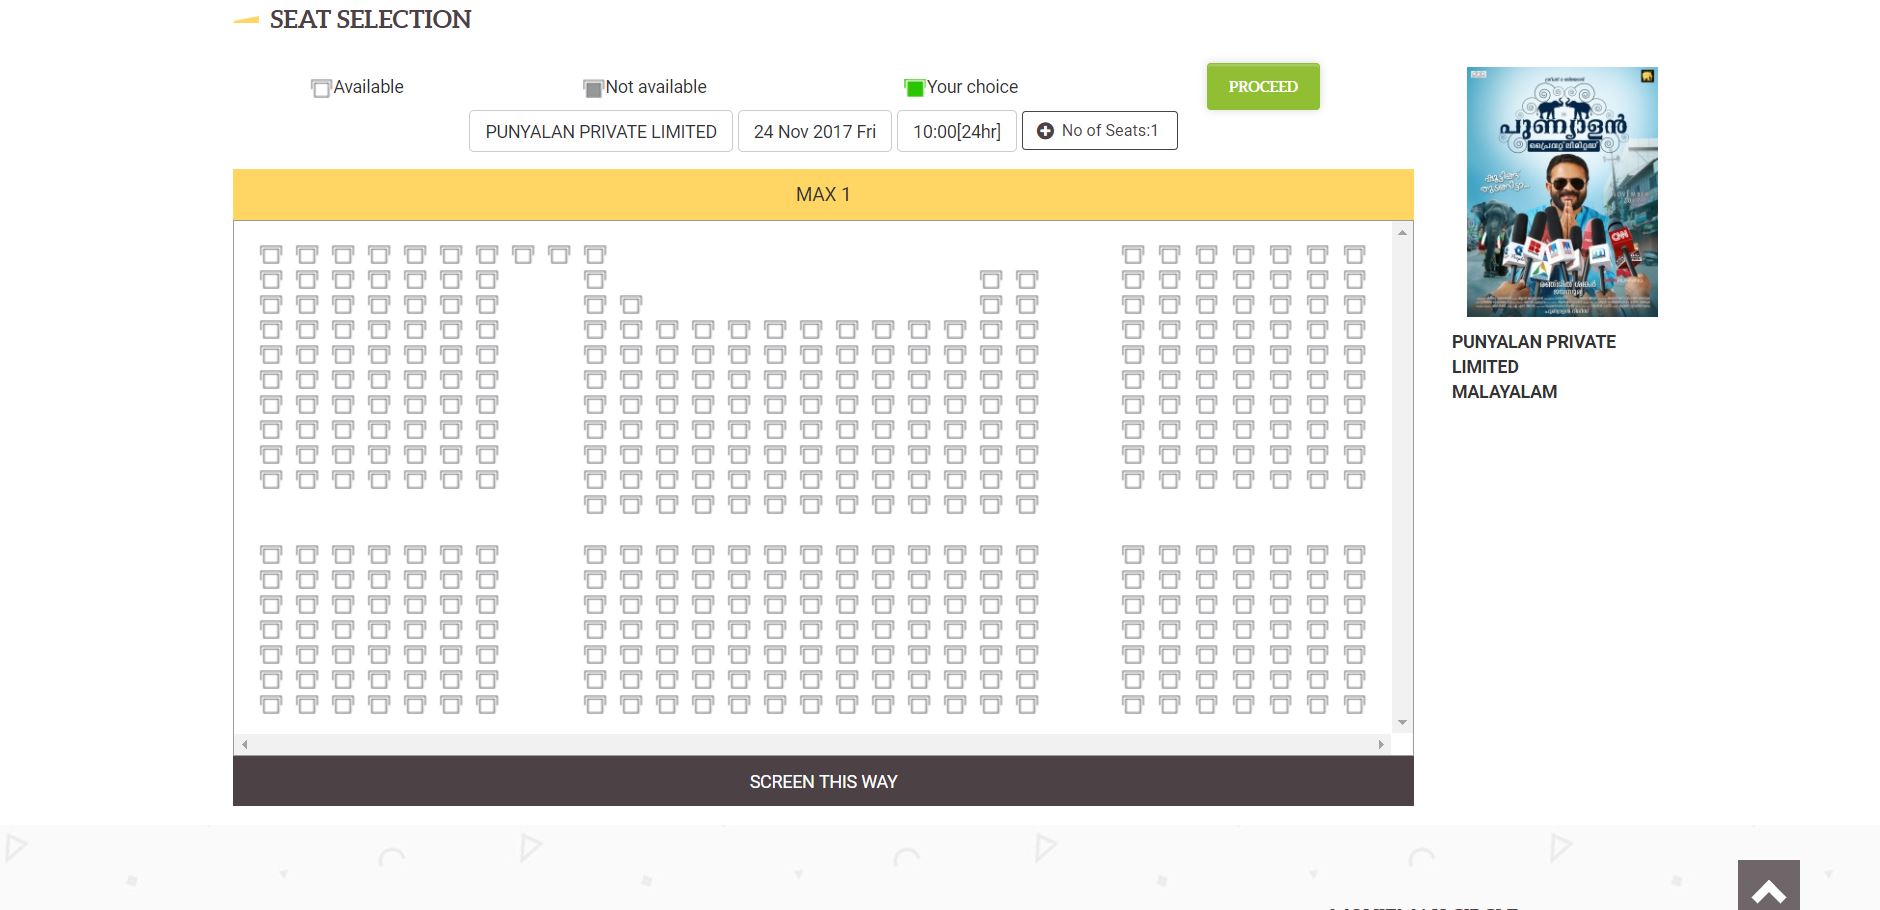 SEAT SELECTION
Available
Not available
Your choice
PROCEED
PUNYALAN PRIVATE LIMITED
24 Nov 2017 Fri
10:00[24hr]
No of Seats:1
MAX 1
SCREEN THIS WAY
പുണ്യാളൻ
പ്രൈവറ്റ് ലിമിറ്റഡ്
CNN
PUNYALAN PRIVATE
LIMITED
MALAYALAM